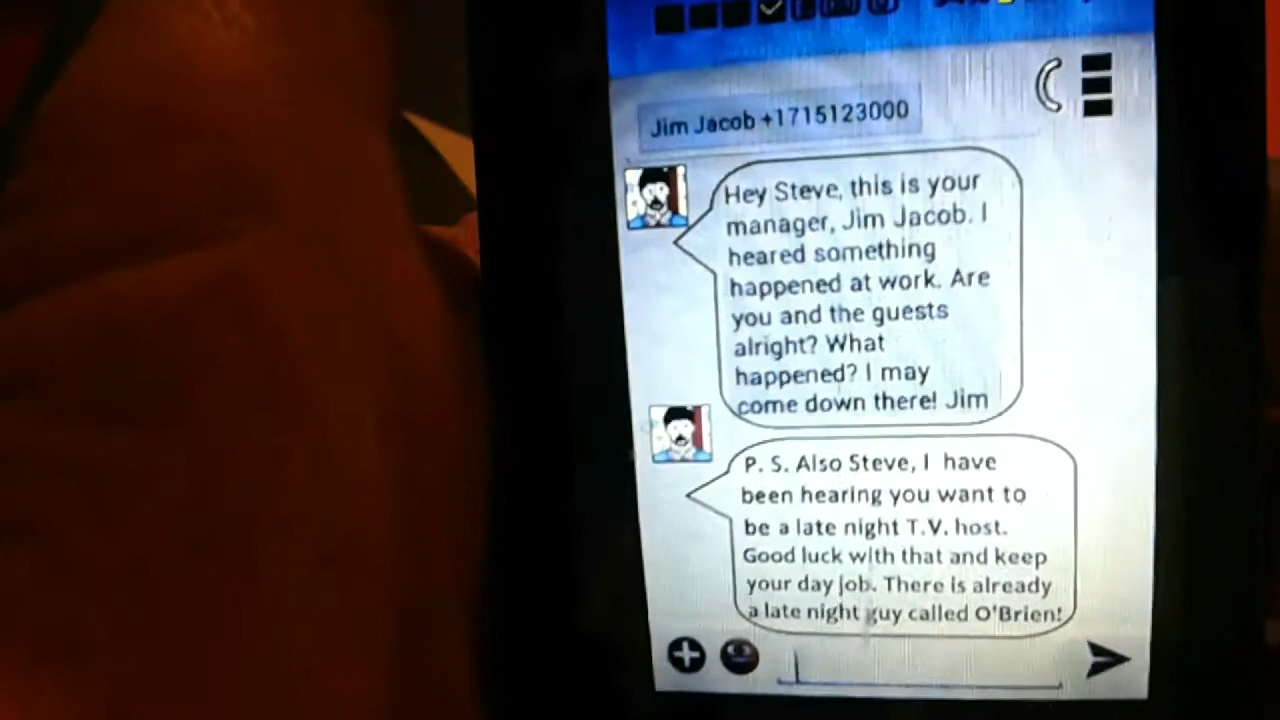 Jim Jacob +1715123000
Hey Steve, this is your
manager, Jim Jacob. I
heared something
happened at work. Are
you and the guests
alright? What
happened? I may
come down there! Jim
P. S. Also Steve, I have
been hearing you want to
be a late night T.V. host.
Good luck with that and keep
your day job. There is already
a late night guy called O'Brien!